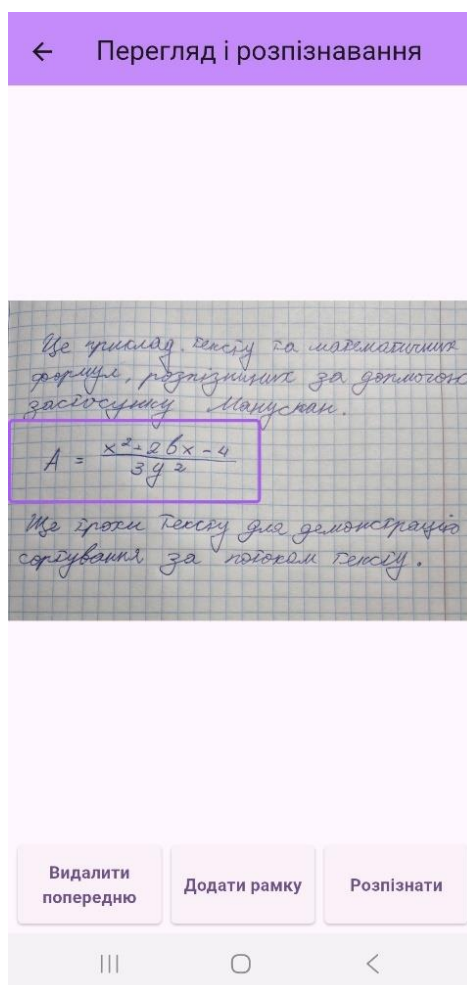 Перегляд і розпізнавання
Це приклад тексту та математичних
формул, розпізнаних за допомогою
застосунку Манускан.
A = (x² + 2bx - 4) / (3y²)
Ще трохи тексту для демонстрацію
сортування за потоком тексту.
Видалити попередню
Додати рамку
Розпізнати